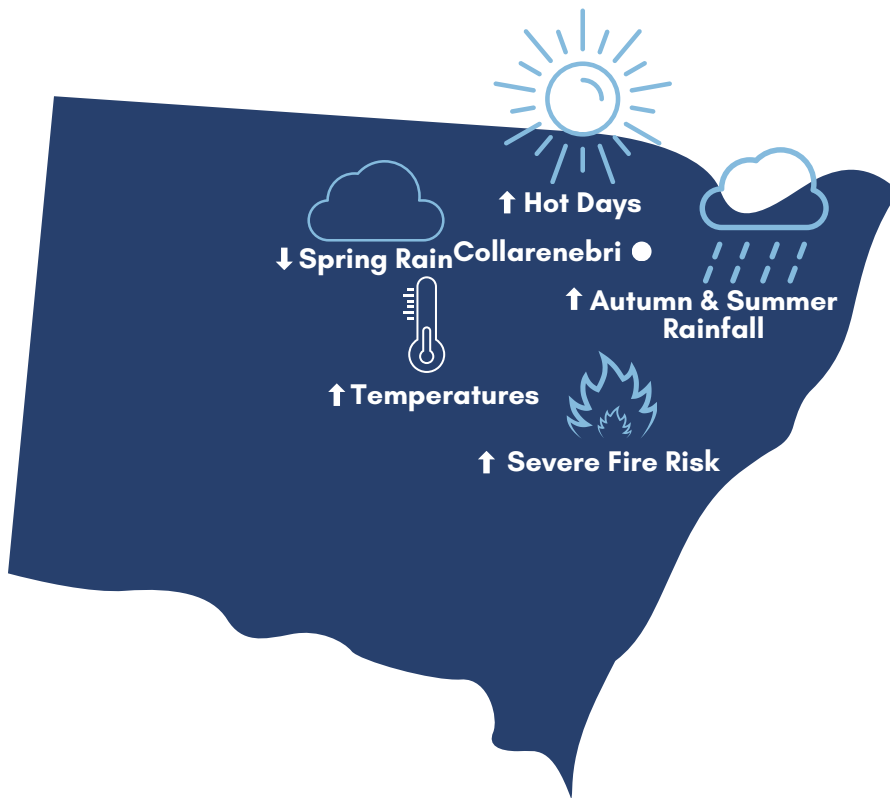 ↑ Hot Days
↓ Spring Rain
Collarenebri
↑ Autumn & Summer
Rainfall
↑ Temperatures
↑ Severe Fire Risk